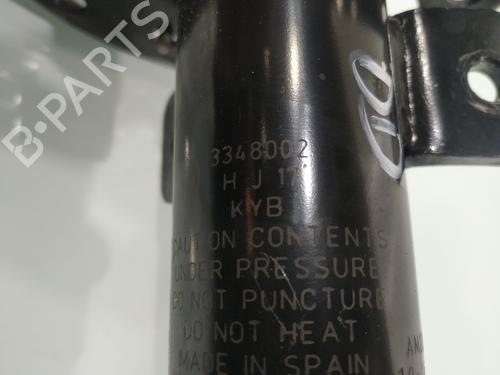 3348002
H J 17
KYB
CAUTION CONTENTS
UNDER PRESSURE
DO NOT PUNCTURE
DO NOT HEAT
MADE IN SPAIN
B-PARTS